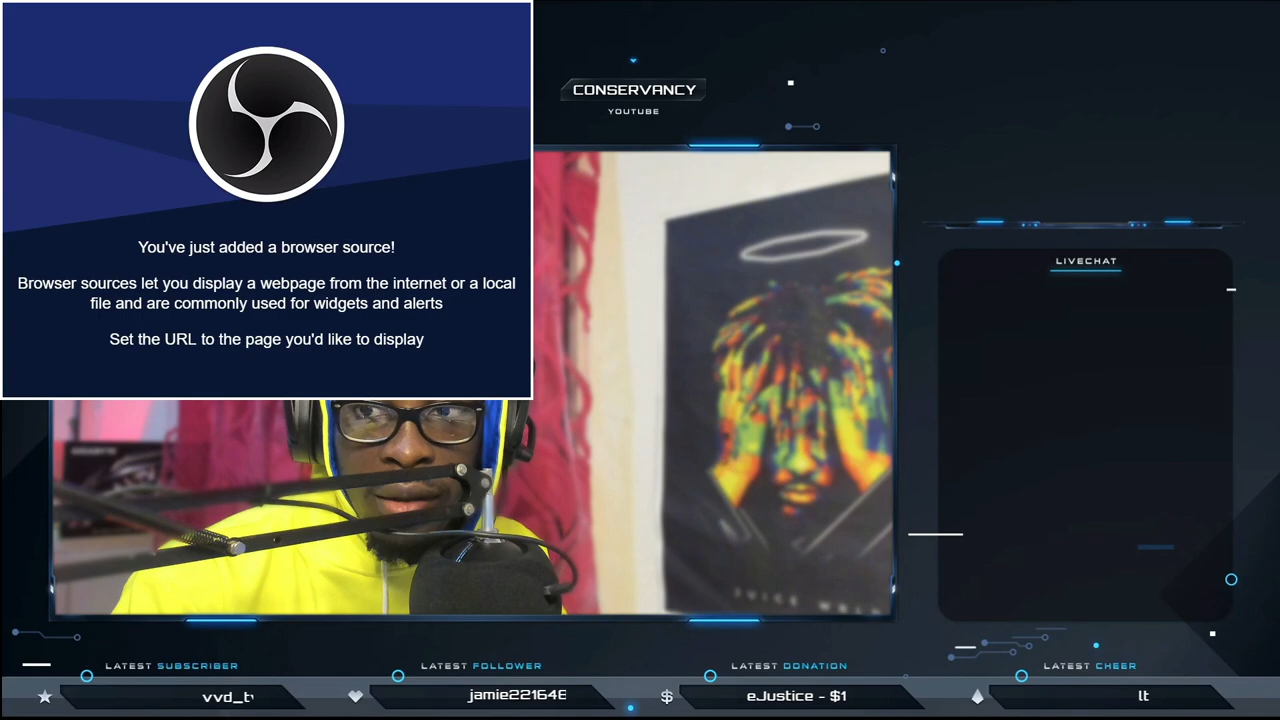 You've just added a browser source!
Browser sources let you display a webpage from the internet or a local
file and are commonly used for widgets and alerts
Set the URL to the page you'd like to display
CONSERVANCY
YOUTUBE
LIVECHAT
JUICE WRLD
LATEST SUBSCRIBER
LATEST FOLLOWER
LATEST DONATION
LATEST CHEER
eJustice - $1
lt